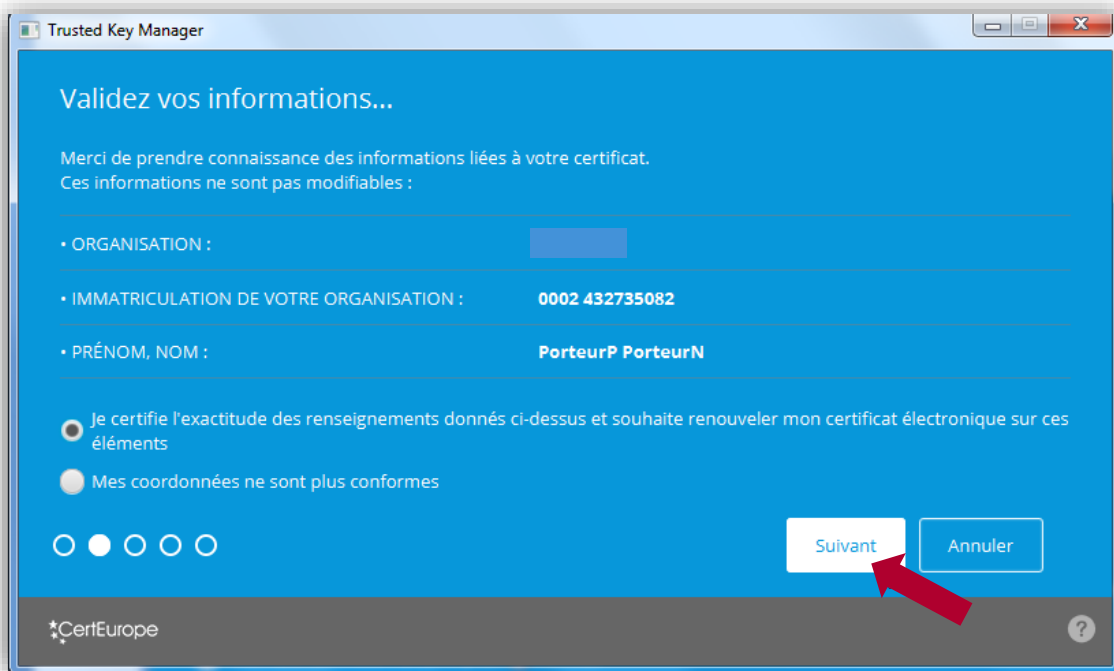 Trusted Key Manager
Validez vos informations...
Merci de prendre connaissance des informations liées à votre certificat.
Ces informations ne sont pas modifiables :
• ORGANISATION :
• IMMATRICULATION DE VOTRE ORGANISATION : 0002 432735082
• PRÉNOM, NOM : PorteurP PorteurN
Je certifie l'exactitude des renseignements donnés ci-dessus et souhaite renouveler mon certificat électronique sur ces
éléments
Mes coordonnées ne sont plus conformes
Suivant Annuler
CertEurope ?